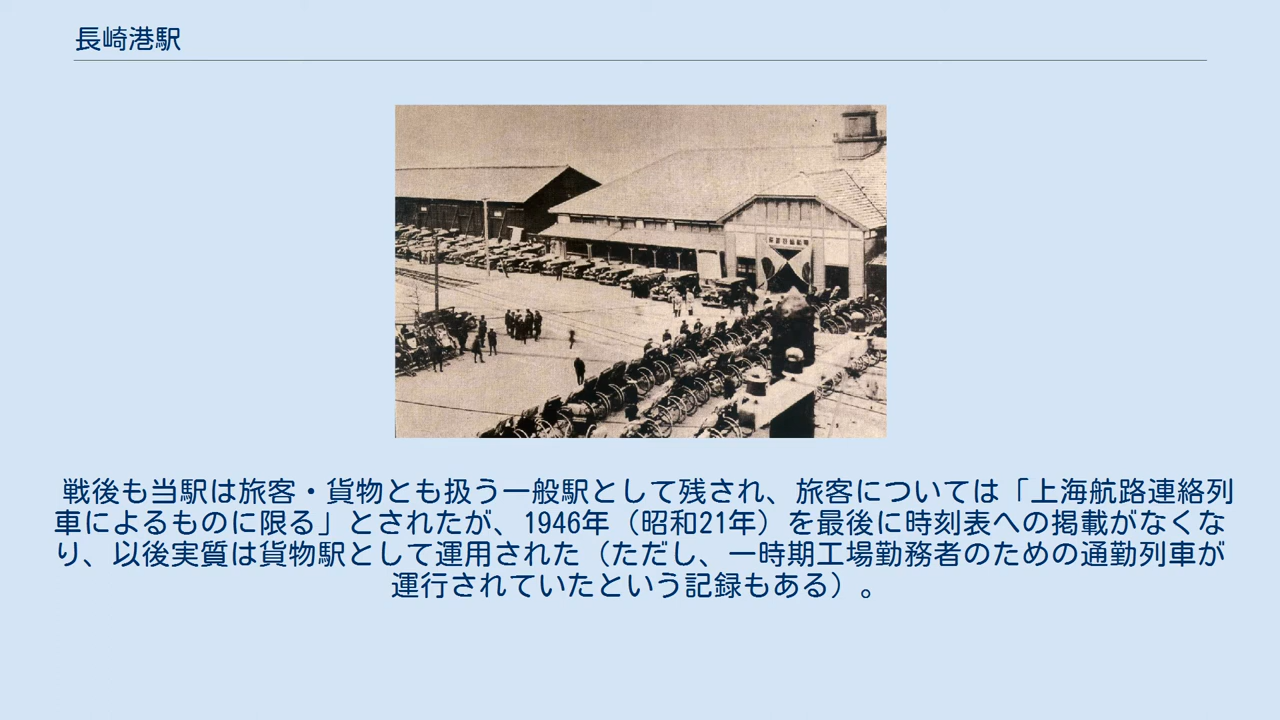 長崎港駅
戦後も当駅は旅客・貨物とも扱う一般駅として残され、旅客については「上海航路連絡列
車によるものに限る」とされたが、1946年（昭和21年）を最後に時刻表への掲載がなくな
り、以後実質は貨物駅として運用された（ただし、一時期工場勤務者のための通勤列車が
運行されていたという記録もある）。